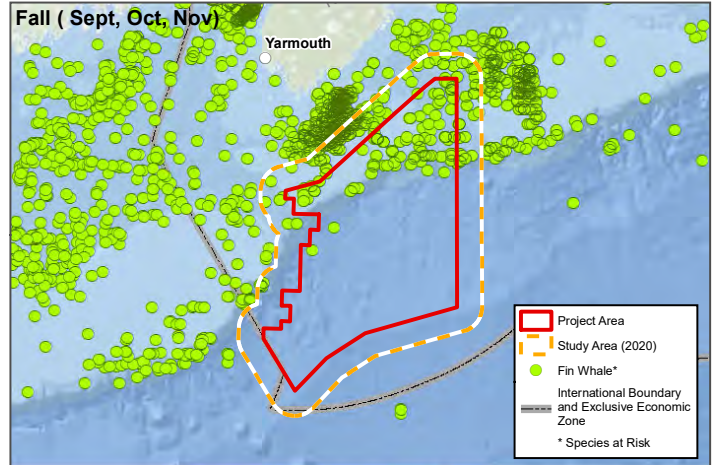 Fall ( Sept, Oct, Nov)
Yarmouth
Project Area
Study Area (2020)
Fin Whale*
International Boundary
and Exclusive Economic
Zone
* Species at Risk